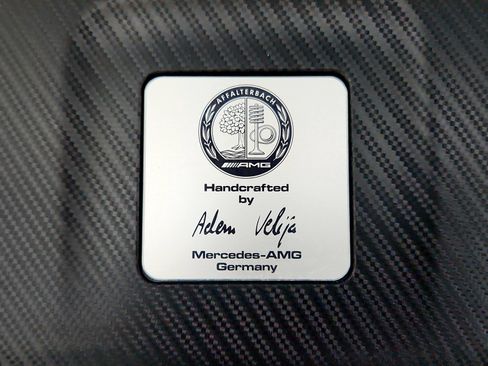 AFFALTERBACH
AMG
Handcrafted
by
Adem Velija
Mercedes-AMG
Germany